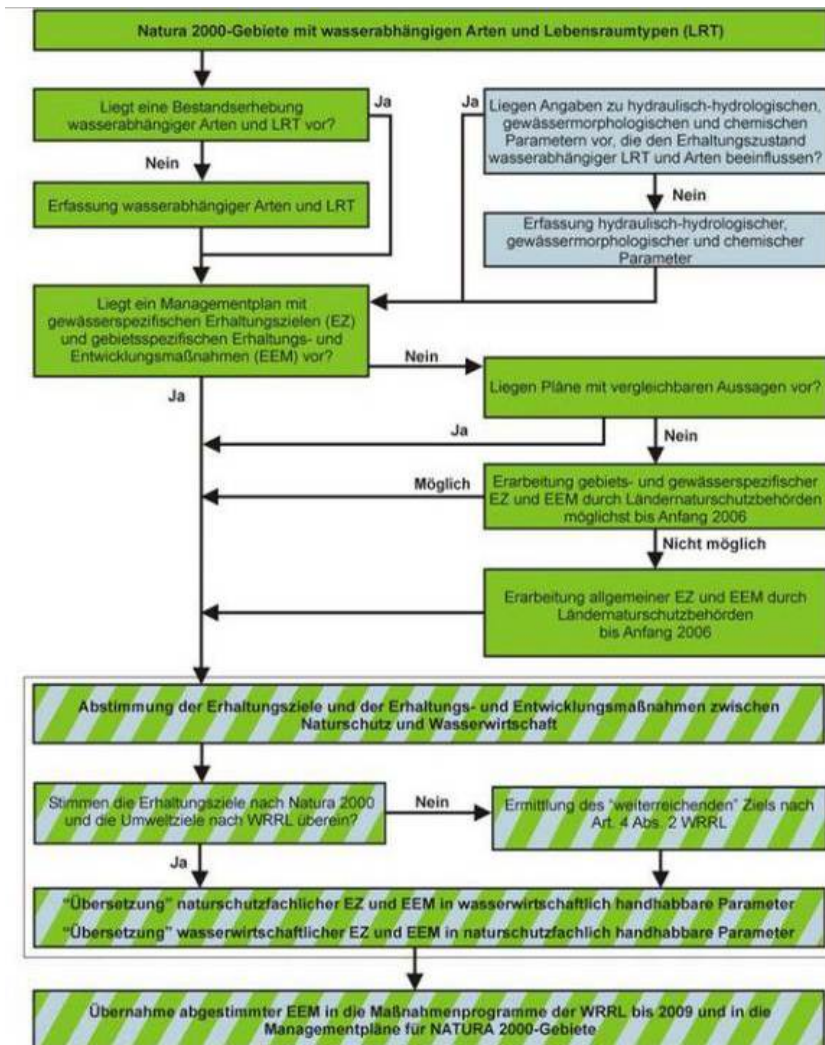 Natura 2000-Gebiete mit wasserabhängigen Arten und Lebensraumtypen (LRT)
Liegt eine Bestandserhebung
wasserabhängiger Arten und LRT vor?
Ja
Nein
Erfassung wasserabhängiger Arten und LRT
Ja
Liegen Angaben zu hydraulisch-hydrologischen,
gewässermorphologischen und chemischen
Parametern vor, die den Erhaltungszustand
wasserabhängiger LRT und Arten beeinflussen?
Nein
Erfassung hydraulisch-hydrologischer,
gewässermorphologischer und chemischer
Parameter
Liegt ein Managementplan mit
gewässerspezifischen Erhaltungszielen (EZ)
und gebietsspezifischen Erhaltungs- und
Entwicklungsmaßnahmen (EEM) vor?
Nein
Ja
Liegen Pläne mit vergleichbaren Aussagen vor?
Ja
Nein
Möglich
Erarbeitung gebiets- und gewässerspezifischer
EZ und EEM durch Ländernaturschutzbehörden
möglichst bis Anfang 2006
Nicht möglich
Erarbeitung allgemeiner EZ und EEM durch
Ländernaturschutzbehörden
bis Anfang 2006
Abstimmung der Erhaltungsziele und der Erhaltungs- und Entwicklungsmaßnahmen zwischen
Naturschutz und Wasserwirtschaft
Stimmen die Erhaltungsziele nach Natura 2000
und die Umweltziele nach WRRL überein?
Nein
Ermittlung des "weiterreichenden" Ziels nach
Art. 4 Abs. 2 WRRL
Ja
"Übersetzung" naturschutzfachlicher EZ und EEM in wasserwirtschaftlich handhabbare Parameter
"Übersetzung" wasserwirtschaftlicher EZ und EEM in naturschutzfachlich handhabbare Parameter
Übernahme abgestimmter EEM in die Maßnahmenprogramme der WRRL bis 2009 und in die
Managementpläne für NATURA 2000-Gebiete